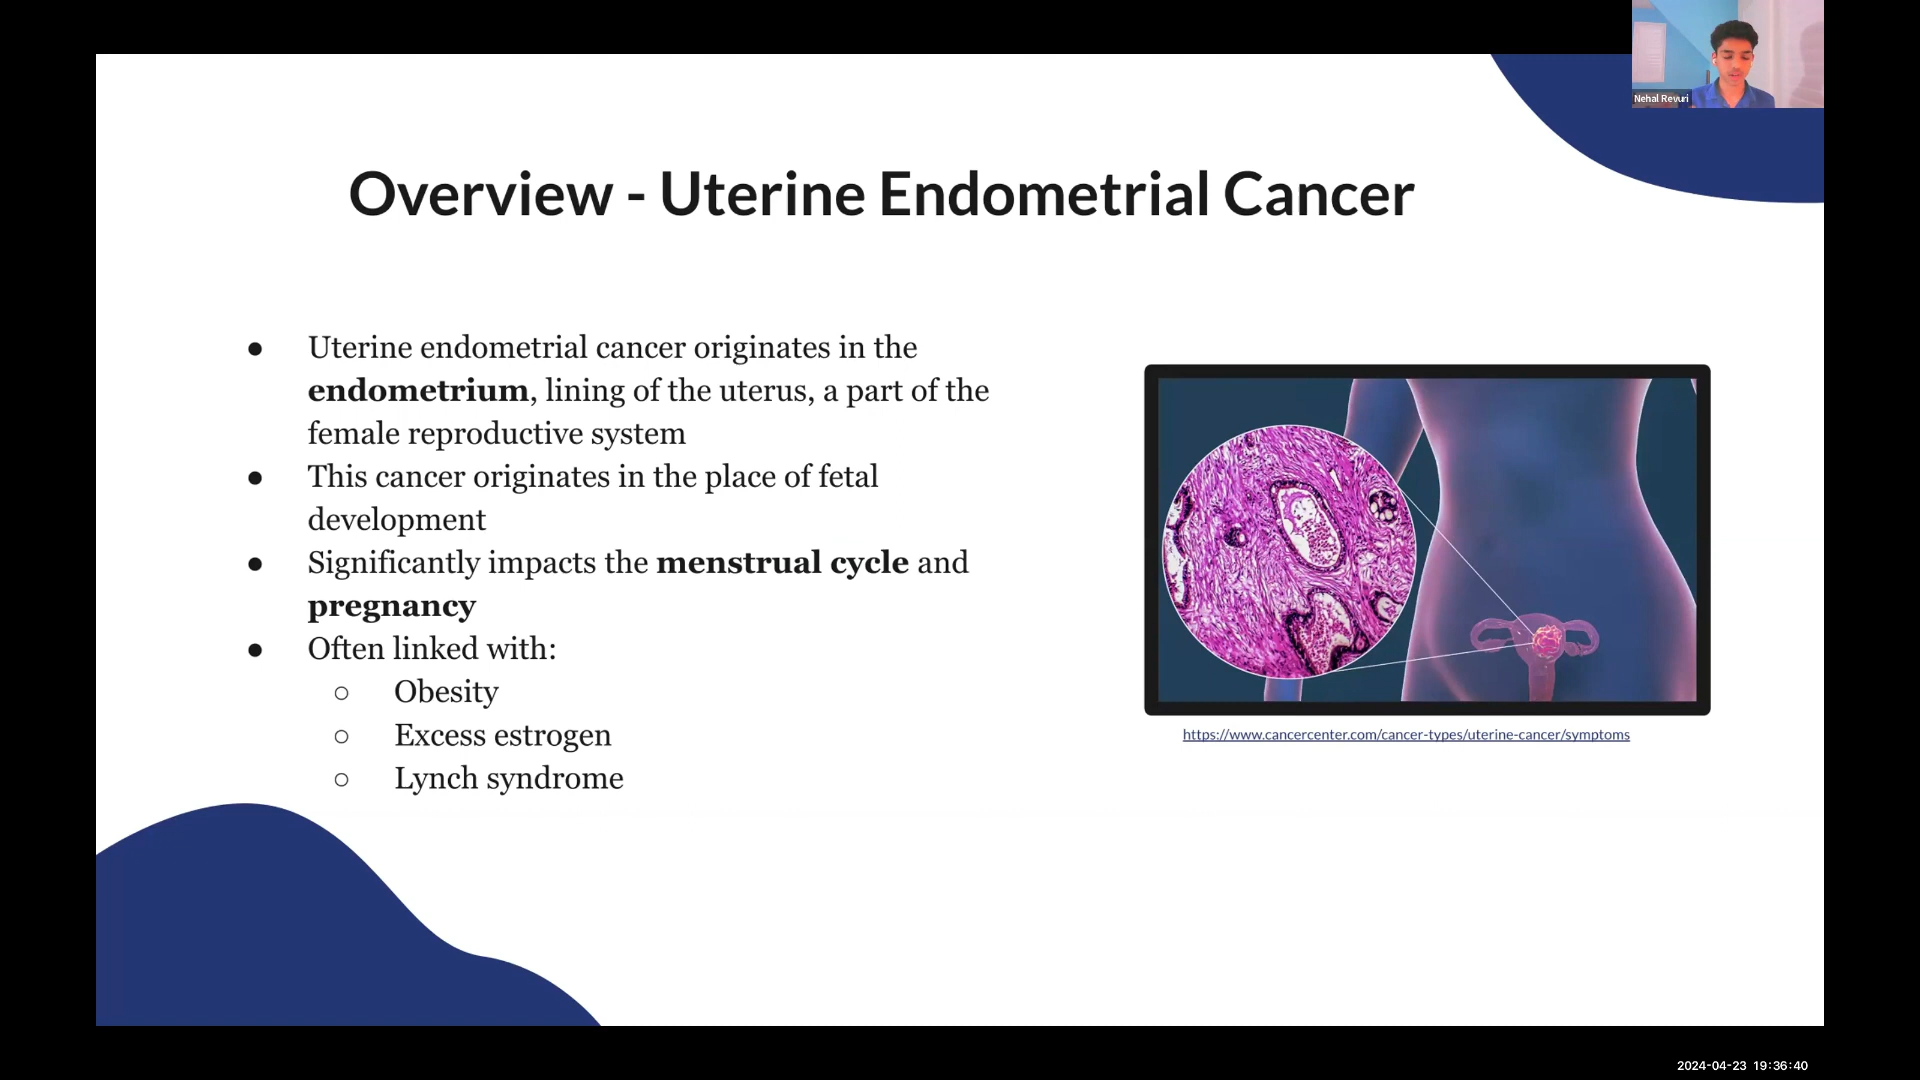 Nehal Revuri
Overview - Uterine Endometrial Cancer
● Uterine endometrial cancer originates in the
endometrium, lining of the uterus, a part of the
female reproductive system
● This cancer originates in the place of fetal
development
● Significantly impacts the menstrual cycle and
pregnancy
● Often linked with:
○ Obesity
○ Excess estrogen
○ Lynch syndrome
https://www.cancercenter.com/cancer-types/uterine-cancer/symptoms
2024-04-23 19:36:40